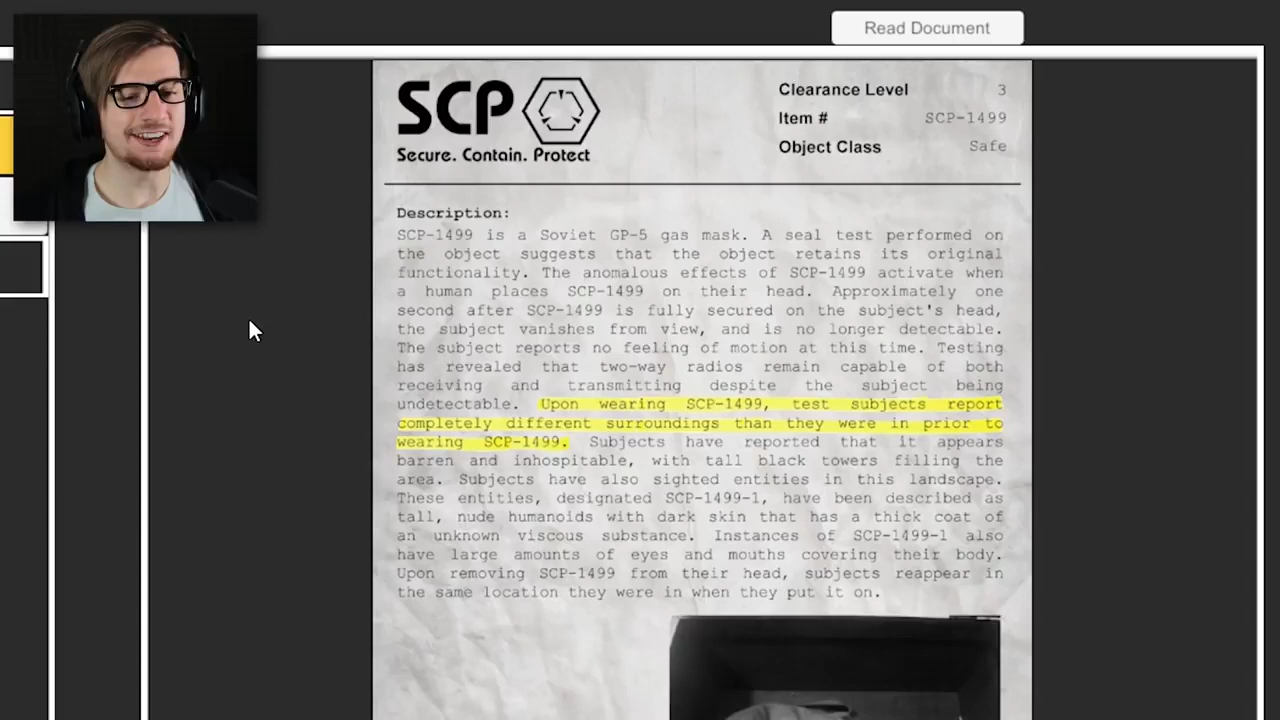 Read Document
SCP
Secure. Contain. Protect
Clearance Level 3
Item # SCP-1499
Object Class Safe
Description:
SCP-1499 is a Soviet GP-5 gas mask. A seal test performed on
the object suggests that the object retains its original
functionality. The anomalous effects of SCP-1499 activate when
a human places SCP-1499 on their head. Approximately one
second after SCP-1499 is fully secured on the subject's head,
the subject vanishes from view, and is no longer detectable.
The subject reports no feeling of motion at this time. Testing
has revealed that two-way radios remain capable of both
receiving and transmitting despite the subject being
undetectable. Upon wearing SCP-1499, test subjects report
completely different surroundings than they were in prior to
wearing SCP-1499. Subjects have reported that it appears
barren and inhospitable, with tall black towers filling the
area. Subjects have also sighted entities in this landscape.
These entities, designated SCP-1499-1, have been described as
tall, nude humanoids with dark skin that has a thick coat of
an unknown viscous substance. Instances of SCP-1499-1 also
have large amounts of eyes and mouths covering their body.
Upon removing SCP-1499 from their head, subjects reappear in
the same location they were in when they put it on.